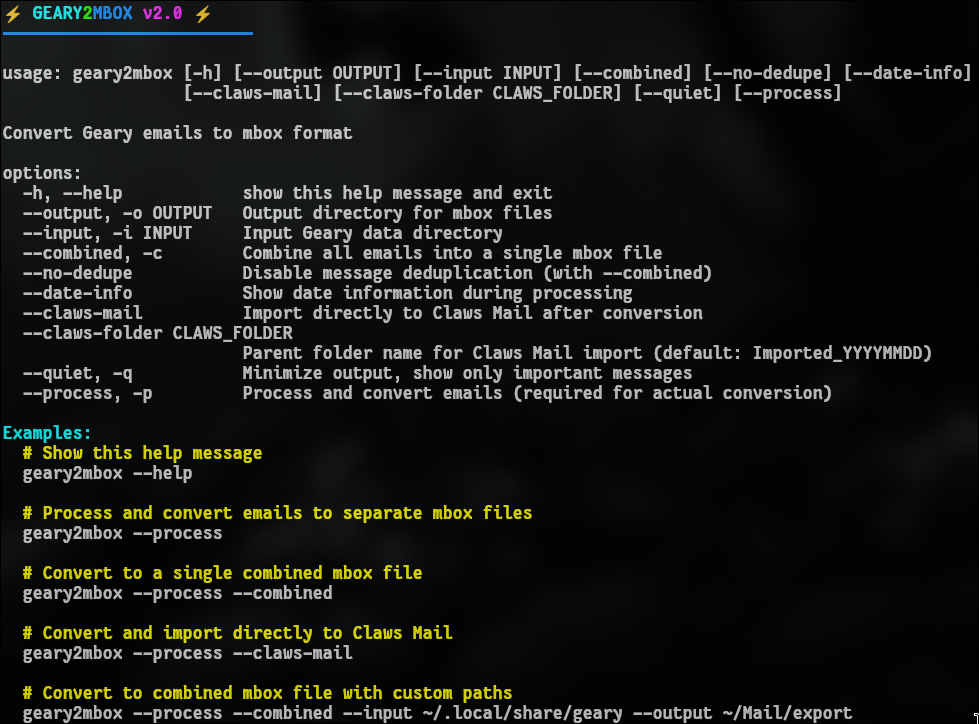 ⚡ GEARY2MBOX v2.0 ⚡
usage: geary2mbox [-h] [--output OUTPUT] [--input INPUT] [--combined] [--no-dedupe] [--date-info]
[--claws-mail] [--claws-folder CLAWS_FOLDER] [--quiet] [--process]
Convert Geary emails to mbox format
options:
-h, --help show this help message and exit
--output, -o OUTPUT Output directory for mbox files
--input, -i INPUT Input Geary data directory
--combined, -c Combine all emails into a single mbox file
--no-dedupe Disable message deduplication (with --combined)
--date-info Show date information during processing
--claws-mail Import directly to Claws Mail after conversion
--claws-folder CLAWS_FOLDER
Parent folder name for Claws Mail import (default: Imported_YYYYMMDD)
--quiet, -q Minimize output, show only important messages
--process, -p Process and convert emails (required for actual conversion)
Examples:
# Show this help message
geary2mbox --help
# Process and convert emails to separate mbox files
geary2mbox --process
# Convert to a single combined mbox file
geary2mbox --process --combined
# Convert and import directly to Claws Mail
geary2mbox --process --claws-mail
# Convert to combined mbox file with custom paths
geary2mbox --process --combined --input ~/.local/share/geary --output ~/Mail/export